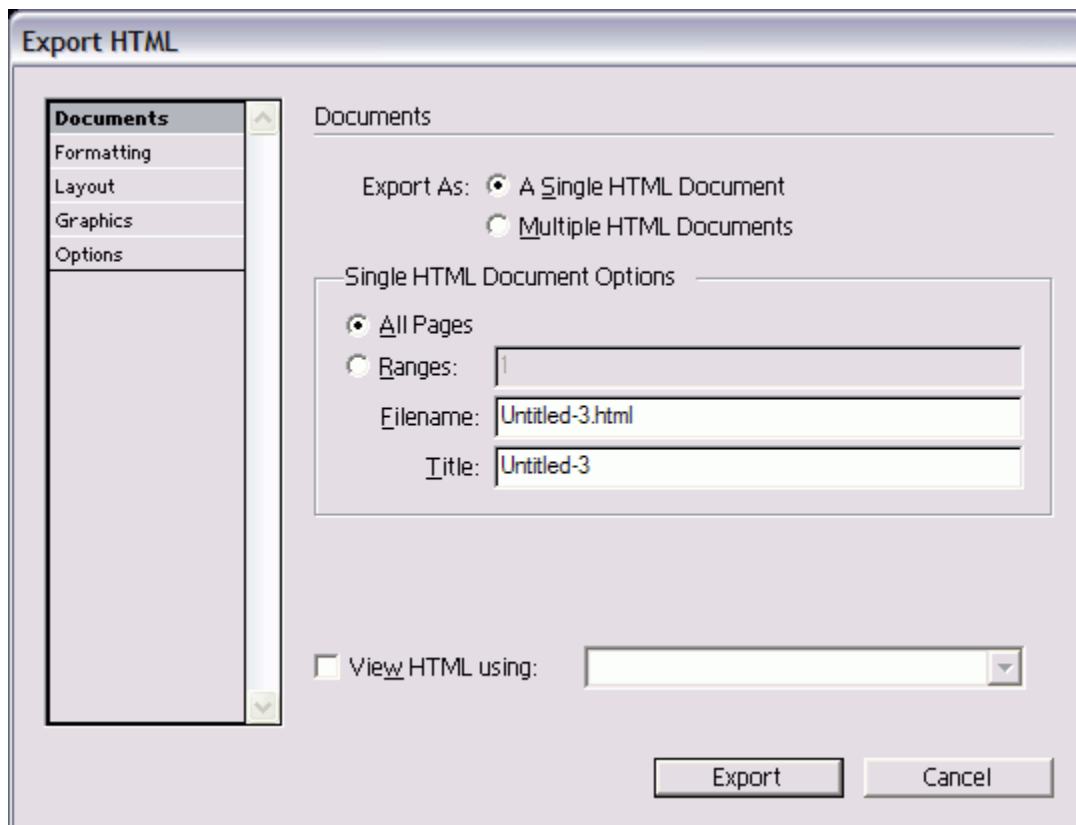 Export HTML
Documents
Formatting
Layout
Graphics
Options
Documents
Export As: A Single HTML Document
Multiple HTML Documents
Single HTML Document Options
All Pages
Ranges: 1
Filename: Untitled-3.html
Title: Untitled-3
View HTML using:
Export Cancel